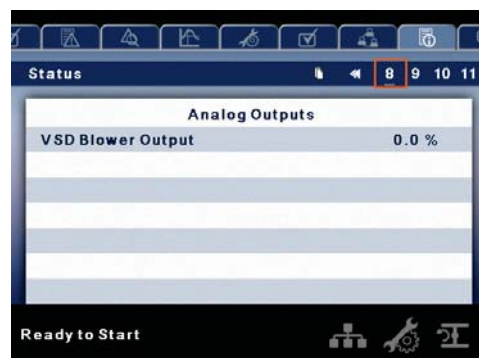 Status 8 9 10 11
Analog Outputs
VSD Blower Output 0.0 %
Ready to Start